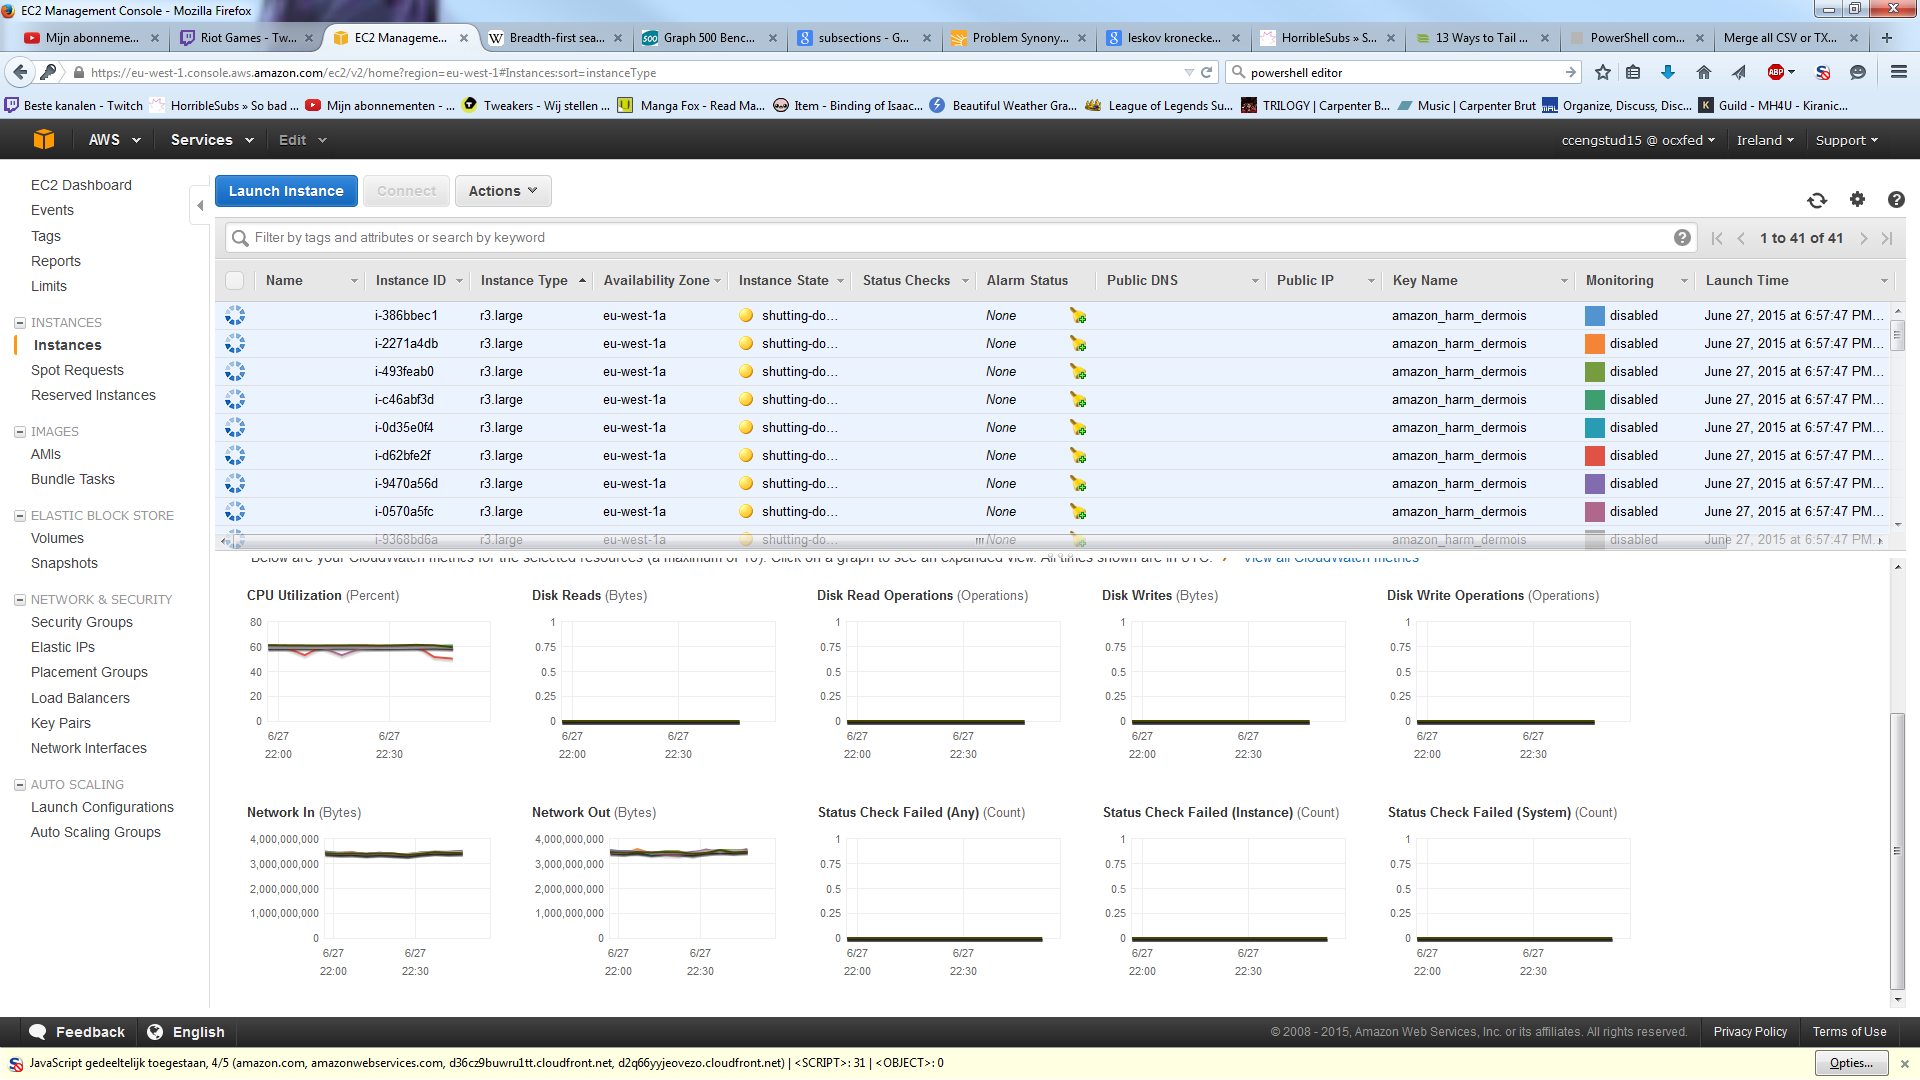 EC2 Management Console - Mozilla Firefox
Mijn abonneme... × Riot Games - Tw... × EC2 Manageme... × Breadth-first sea... × Graph 500 Benc... × subsections - G... × Problem Synony... × leskov kronecke... × HorribleSubs » S... × 13 Ways to Tail ... × PowerShell com... × Merge all CSV or TX... × +
https://eu-west-1.console.aws.amazon.com/ec2/v2/home?region=eu-west-1#Instances:sort=instanceType powershell editor ABP
Beste kanalen - Twitch HorribleSubs » So bad ... Mijn abonnementen - ... Tweakers - Wij stellen ... Manga Fox - Read Ma... Item - Binding of Isaac,... Beautiful Weather Gra... League of Legends Su... TRILOGY | Carpenter B... Music | Carpenter Brut MAL Organize, Discuss, Disc... K Guild - MH4U - Kiranic...
AWS Services Edit ccengstud15 @ ocxfed Ireland Support
EC2 Dashboard
Events
Tags
Reports
Limits
INSTANCES
Instances
Spot Requests
Reserved Instances
IMAGES
AMIs
Bundle Tasks
ELASTIC BLOCK STORE
Volumes
Snapshots
NETWORK & SECURITY
Security Groups
Elastic IPs
Placement Groups
Load Balancers
Key Pairs
Network Interfaces
AUTO SCALING
Launch Configurations
Auto Scaling Groups
Launch Instance Connect Actions
Filter by tags and attributes or search by keyword 1 to 41 of 41
Name Instance ID Instance Type Availability Zone Instance State Status Checks Alarm Status Public DNS Public IP Key Name Monitoring Launch Time
i-386bbec1 r3.large eu-west-1a shutting-do... None amazon_harm_dermois disabled June 27, 2015 at 6:57:47 PM...
i-2271a4db r3.large eu-west-1a shutting-do... None amazon_harm_dermois disabled June 27, 2015 at 6:57:47 PM...
i-493feab0 r3.large eu-west-1a shutting-do... None amazon_harm_dermois disabled June 27, 2015 at 6:57:47 PM...
i-c46abf3d r3.large eu-west-1a shutting-do... None amazon_harm_dermois disabled June 27, 2015 at 6:57:47 PM...
i-0d35e0f4 r3.large eu-west-1a shutting-do... None amazon_harm_dermois disabled June 27, 2015 at 6:57:47 PM...
i-d62bfe2f r3.large eu-west-1a shutting-do... None amazon_harm_dermois disabled June 27, 2015 at 6:57:47 PM...
i-9470a56d r3.large eu-west-1a shutting-do... None amazon_harm_dermois disabled June 27, 2015 at 6:57:47 PM...
i-0570a5fc r3.large eu-west-1a shutting-do... None amazon_harm_dermois disabled June 27, 2015 at 6:57:47 PM...
i-9368bd6a r3.large eu-west-1a shutting-do... None amazon_harm_dermois disabled June 27, 2015 at 6:57:47 PM...
Below are your CloudWatch metrics for the selected resources (a maximum of 10). Click on a graph to see an expanded view. All times shown are in UTC. View all CloudWatch metrics
CPU Utilization (Percent) Disk Reads (Bytes) Disk Read Operations (Operations) Disk Writes (Bytes) Disk Write Operations (Operations)
80 1 1 1 1
60 0.75 0.75 0.75 0.75
40 0.5 0.5 0.5 0.5
20 0.25 0.25 0.25 0.25
0 0 0 0 0
6/27 6/27 6/27 6/27 6/27 6/27 6/27 6/27 6/27 6/27
22:00 22:30 22:00 22:30 22:00 22:30 22:00 22:30 22:00 22:30
Network In (Bytes) Network Out (Bytes) Status Check Failed (Any) (Count) Status Check Failed (Instance) (Count) Status Check Failed (System) (Count)
4,000,000,000 4,000,000,000 1 1 1
3,000,000,000 3,000,000,000 0.75 0.75 0.75
2,000,000,000 2,000,000,000 0.5 0.5 0.5
1,000,000,000 1,000,000,000 0.25 0.25 0.25
0 0 0 0 0
6/27 6/27 6/27 6/27 6/27 6/27 6/27 6/27 6/27 6/27
22:00 22:30 22:00 22:30 22:00 22:30 22:00 22:30 22:00 22:30
Feedback English © 2008 - 2015, Amazon Web Services, Inc. or its affiliates. All rights reserved. Privacy Policy Terms of Use
JavaScript gedeeltelijk toegestaan, 4/5 (amazon.com, amazonwebservices.com, d36cz9buwru1tt.cloudfront.net, d2q66yyjeovezo.cloudfront.net) | <SCRIPT>: 31 | <OBJECT>: 0 Opties... ×